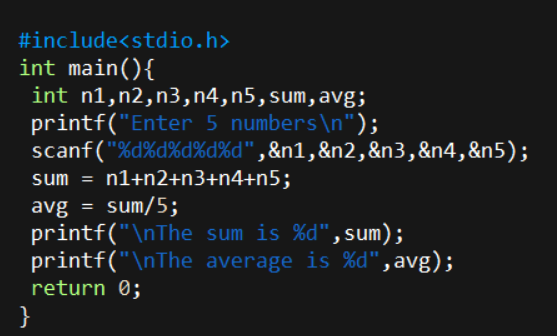 #include<stdio.h>
int main(){
int n1,n2,n3,n4,n5,sum,avg;
printf("Enter 5 numbers\n");
scanf("%d%d%d%d%d",&n1,&n2,&n3,&n4,&n5);
sum = n1+n2+n3+n4+n5;
avg = sum/5;
printf("\nThe sum is %d",sum);
printf("\nThe average is %d",avg);
return 0;
}